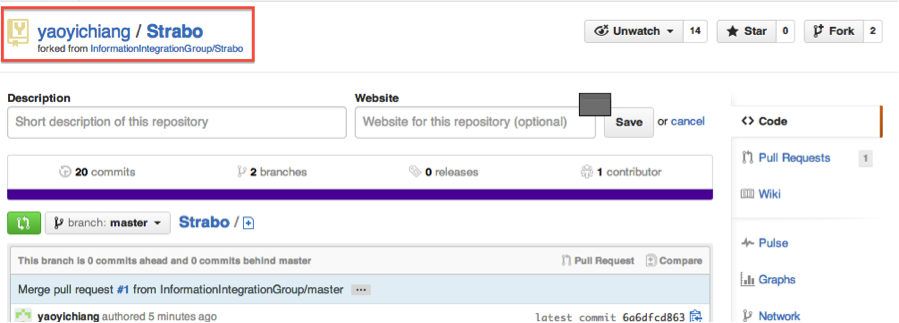 yaoyichiang / Strabo
forked from InformationIntegrationGroup/Strabo
Unwatch 14 Star 0 Fork 2
Description Website
Short description of this repository Website for this repository (optional) Save or cancel
20 commits 2 branches 0 releases 1 contributor
branch: master Strabo /
This branch is 0 commits ahead and 0 commits behind master Pull Request Compare
Merge pull request #1 from InformationIntegrationGroup/master ...
yaoyichiang authored 5 minutes ago latest commit 6a6dfcd863
Code
Pull Requests 1
Wiki
Pulse
Graphs
Network